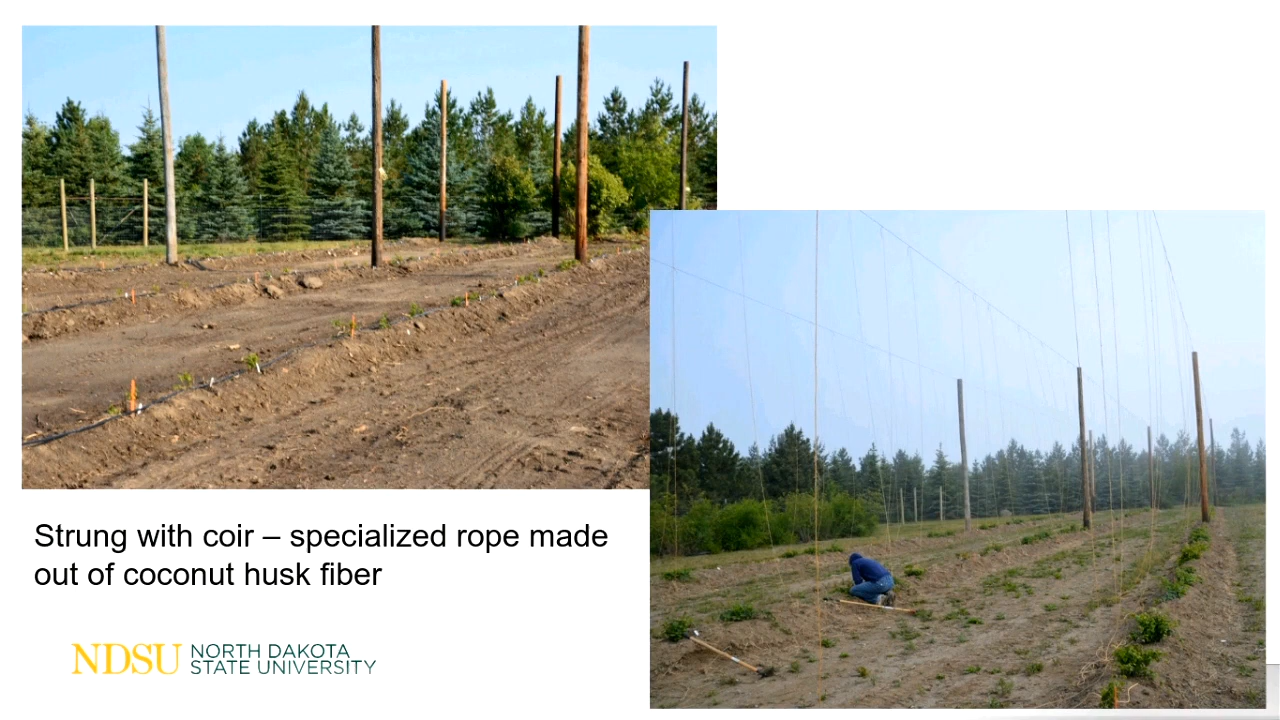 Strung with coir – specialized rope made
out of coconut husk fiber
NDSU NORTH DAKOTA
STATE UNIVERSITY